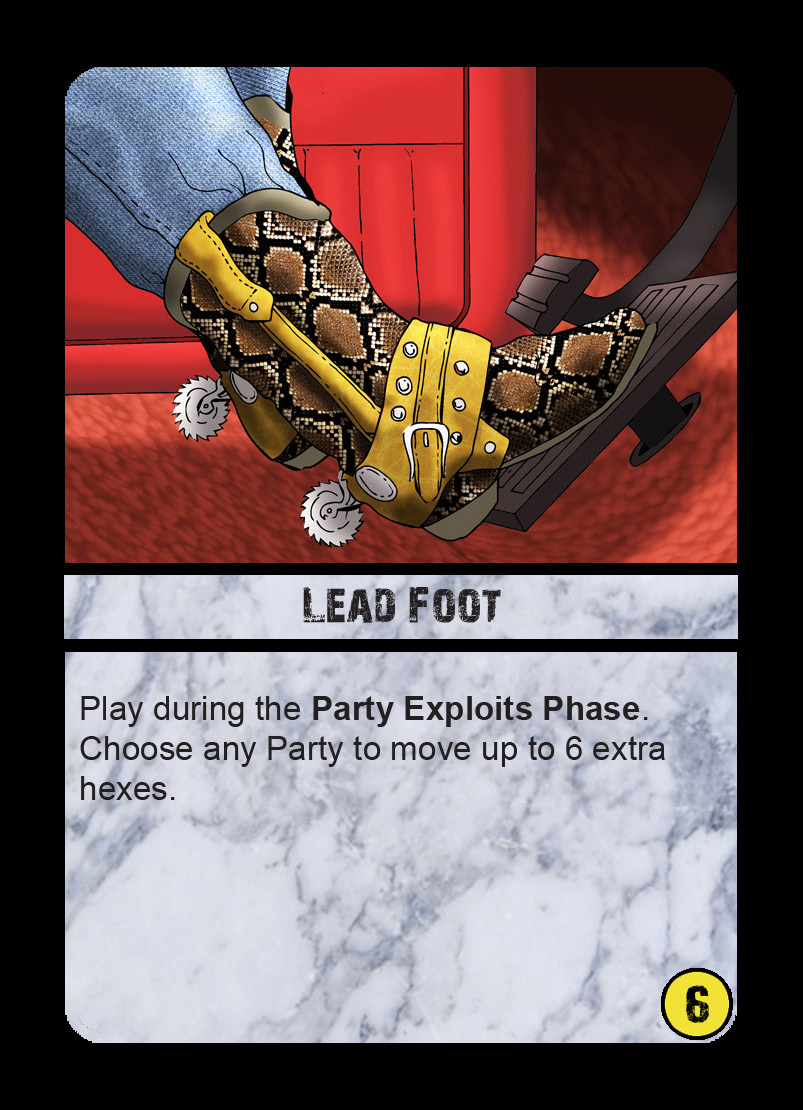 LEAD FOOT
Play during the Party Exploits Phase.
Choose any Party to move up to 6 extra
hexes.
6